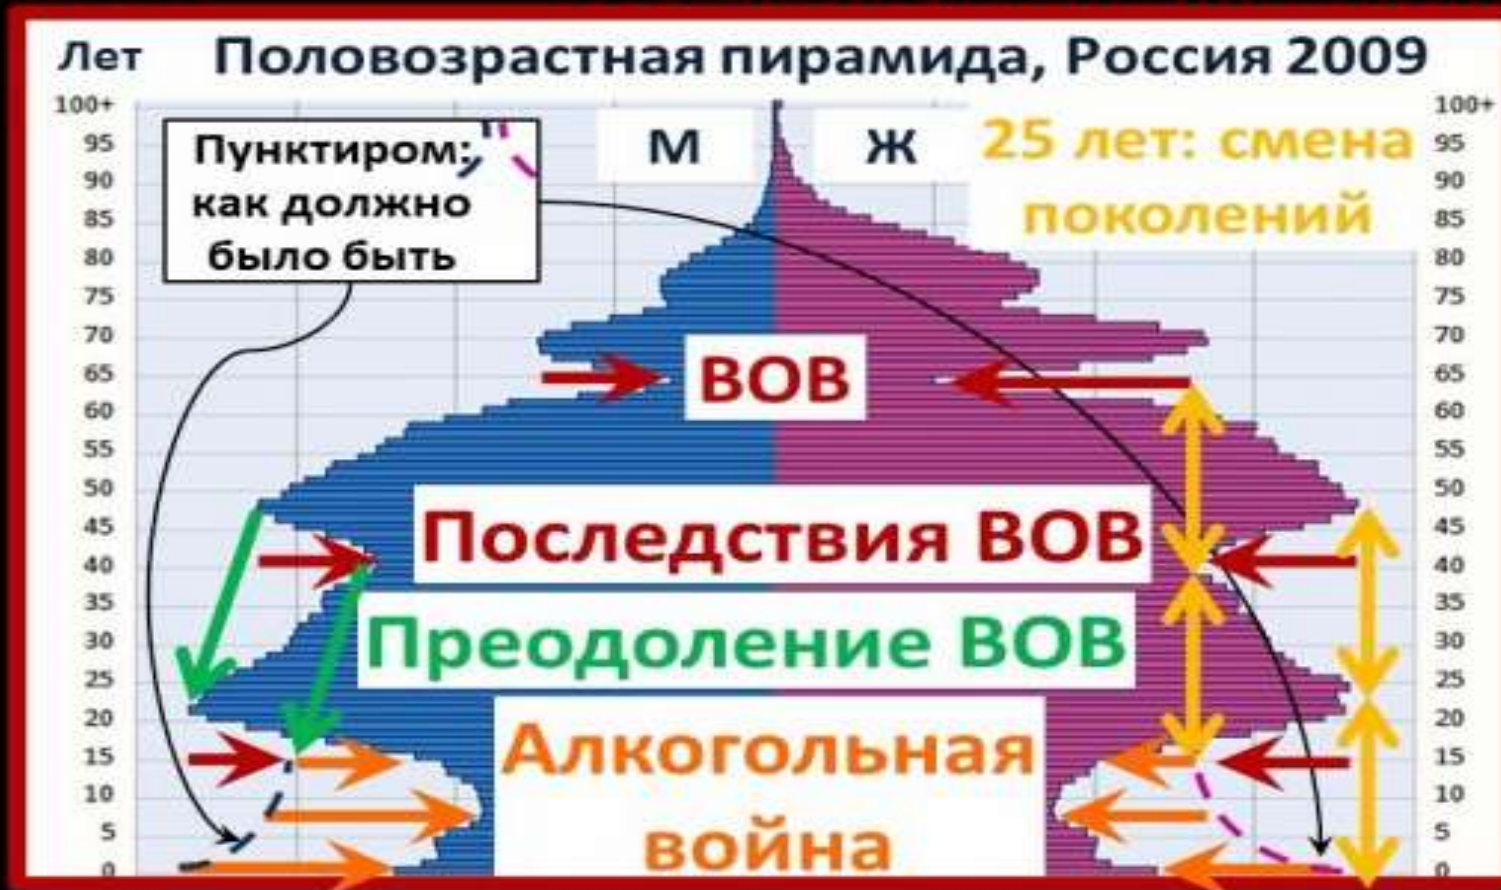 Лет Половозрастная пирамида, Россия 2009
100+ 100+
Пунктиром:
как должно
было быть
М Ж
25 лет: смена
поколений
95 95
90 90
85 85
80 80
75 75
70 70
65 65
ВОВ
60 60
55 55
50 50
45 45
Последствия ВОВ
40 40
35 35
30 30
Преодоление ВОВ
25 25
20 20
15 15
Алкогольная
война
10 10
5 5
0 0